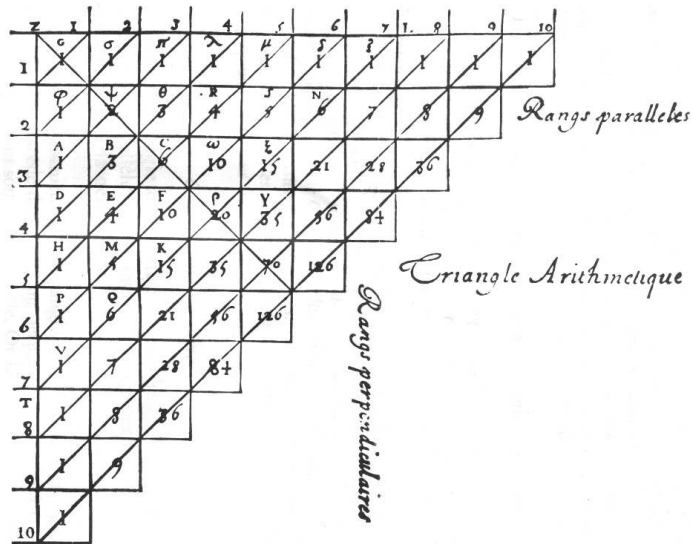 Z 1 2 3 4 5 6 7 L 8 9 10
G σ π λ μ δ ζ
1 1 1 1 1 1 1 1 1 1 1
φ ψ θ R S N
2 1 2 3 4 5 6 7 8 9 Rangs paralleles
A B C ω ξ
3 1 3 6 10 15 21 28 36
D E F ρ Y
4 1 4 10 20 35 56 84
H M K
5 1 5 15 35 70 126 Triangle Arithmetique
P Q
6 1 6 21 56 126
V
7 1 7 28 84
T
8 1 8 36
9 1 9
10 1
Rangs perpendiculaires